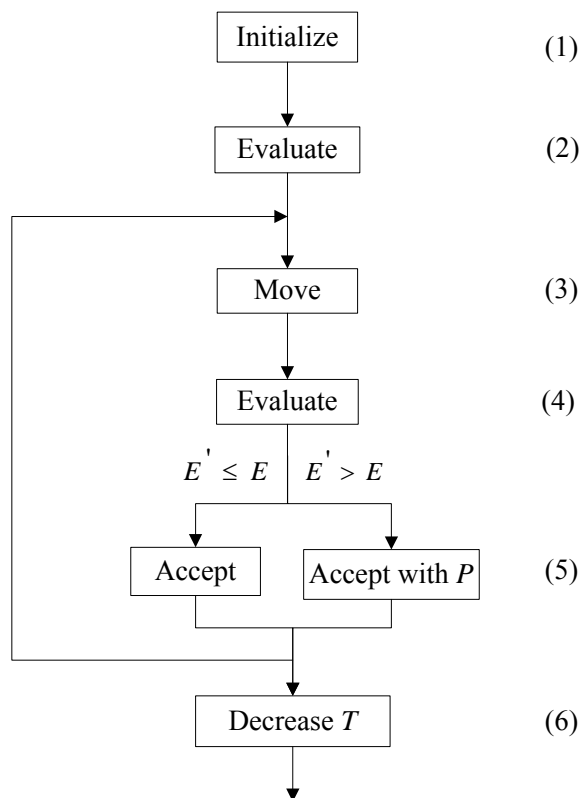 Initialize (1)
Evaluate (2)
Move (3)
Evaluate (4)
E' ≤ E E' > E
Accept Accept with P (5)
Decrease T (6)